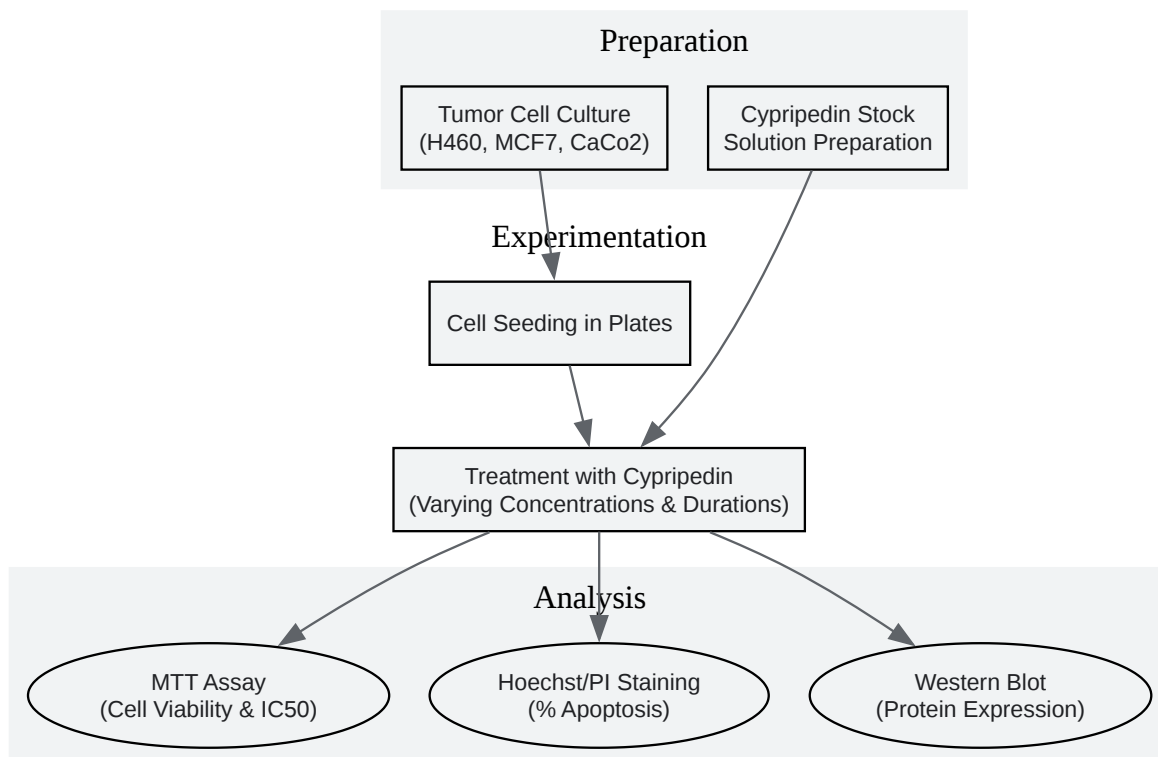 Preparation
Tumor Cell Culture
(H460, MCF7, CaCo2)
Cypripedin Stock
Solution Preparation
Experimentation
Cell Seeding in Plates
Treatment with Cypripedin
(Varying Concentrations & Durations)
Analysis
MTT Assay
(Cell Viability & IC50)
Hoechst/PI Staining
(% Apoptosis)
Western Blot
(Protein Expression)